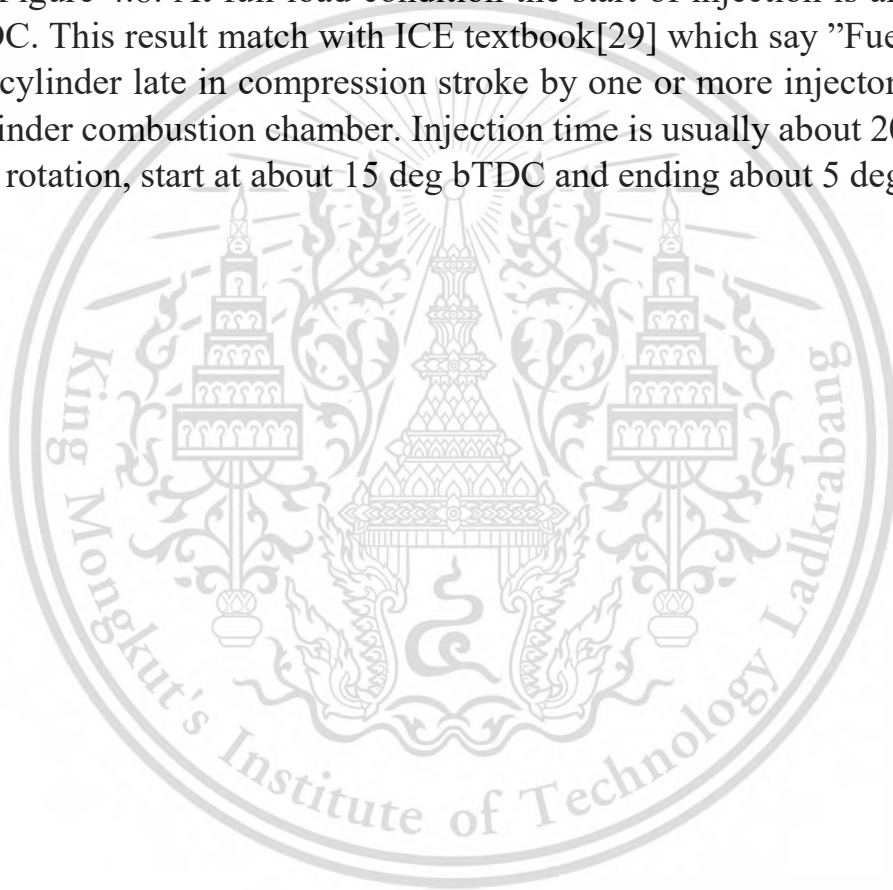 Figure At full load condition the start of injection is
DC. This result match with ICE textbook[29] which say ”Fue
cylinder late in compression stroke by one or more injector
inder combustion chamber. Injection time is usually about 20
rotation, start at about 15 deg bTDC and ending about 5 deg
King Mongkut's Institute of Technology Ladkrabang